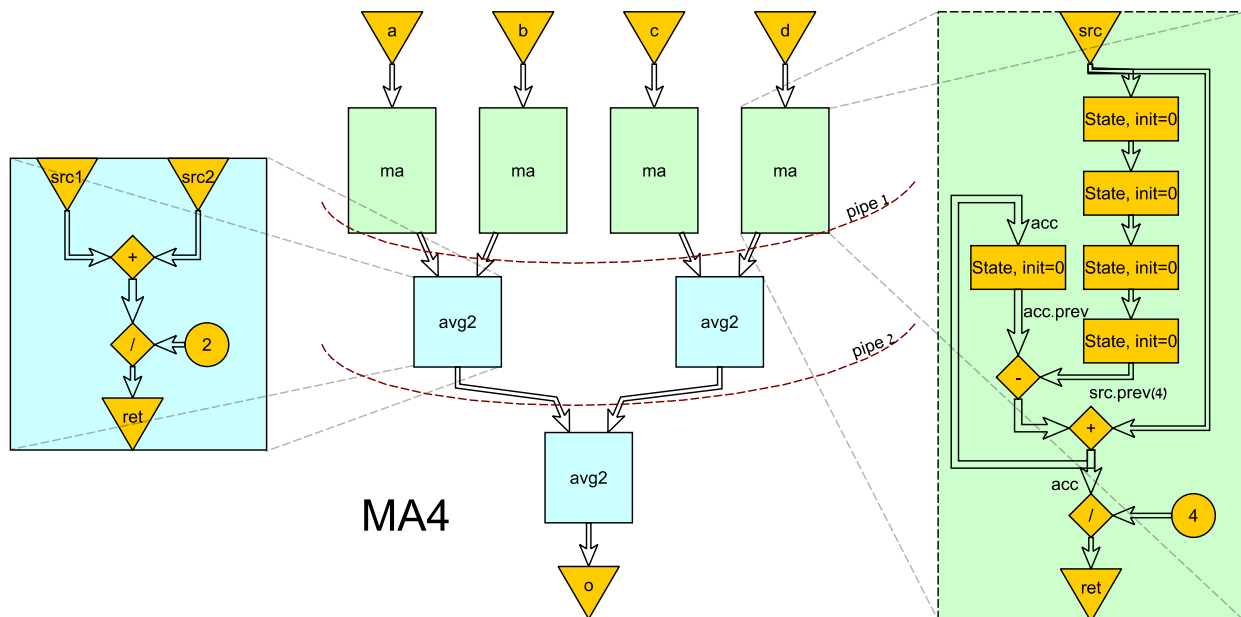 a
b
c
d
src
State, init=0
ma
ma
ma
ma
src1
src2
State, init=0
pipe 1
acc
+
State, init=0
State, init=0
acc.prev
avg2
avg2
State, init=0
/
2
pipe 2
-
src.prev(4)
ret
+
avg2
acc
MA4
/
4
o
ret